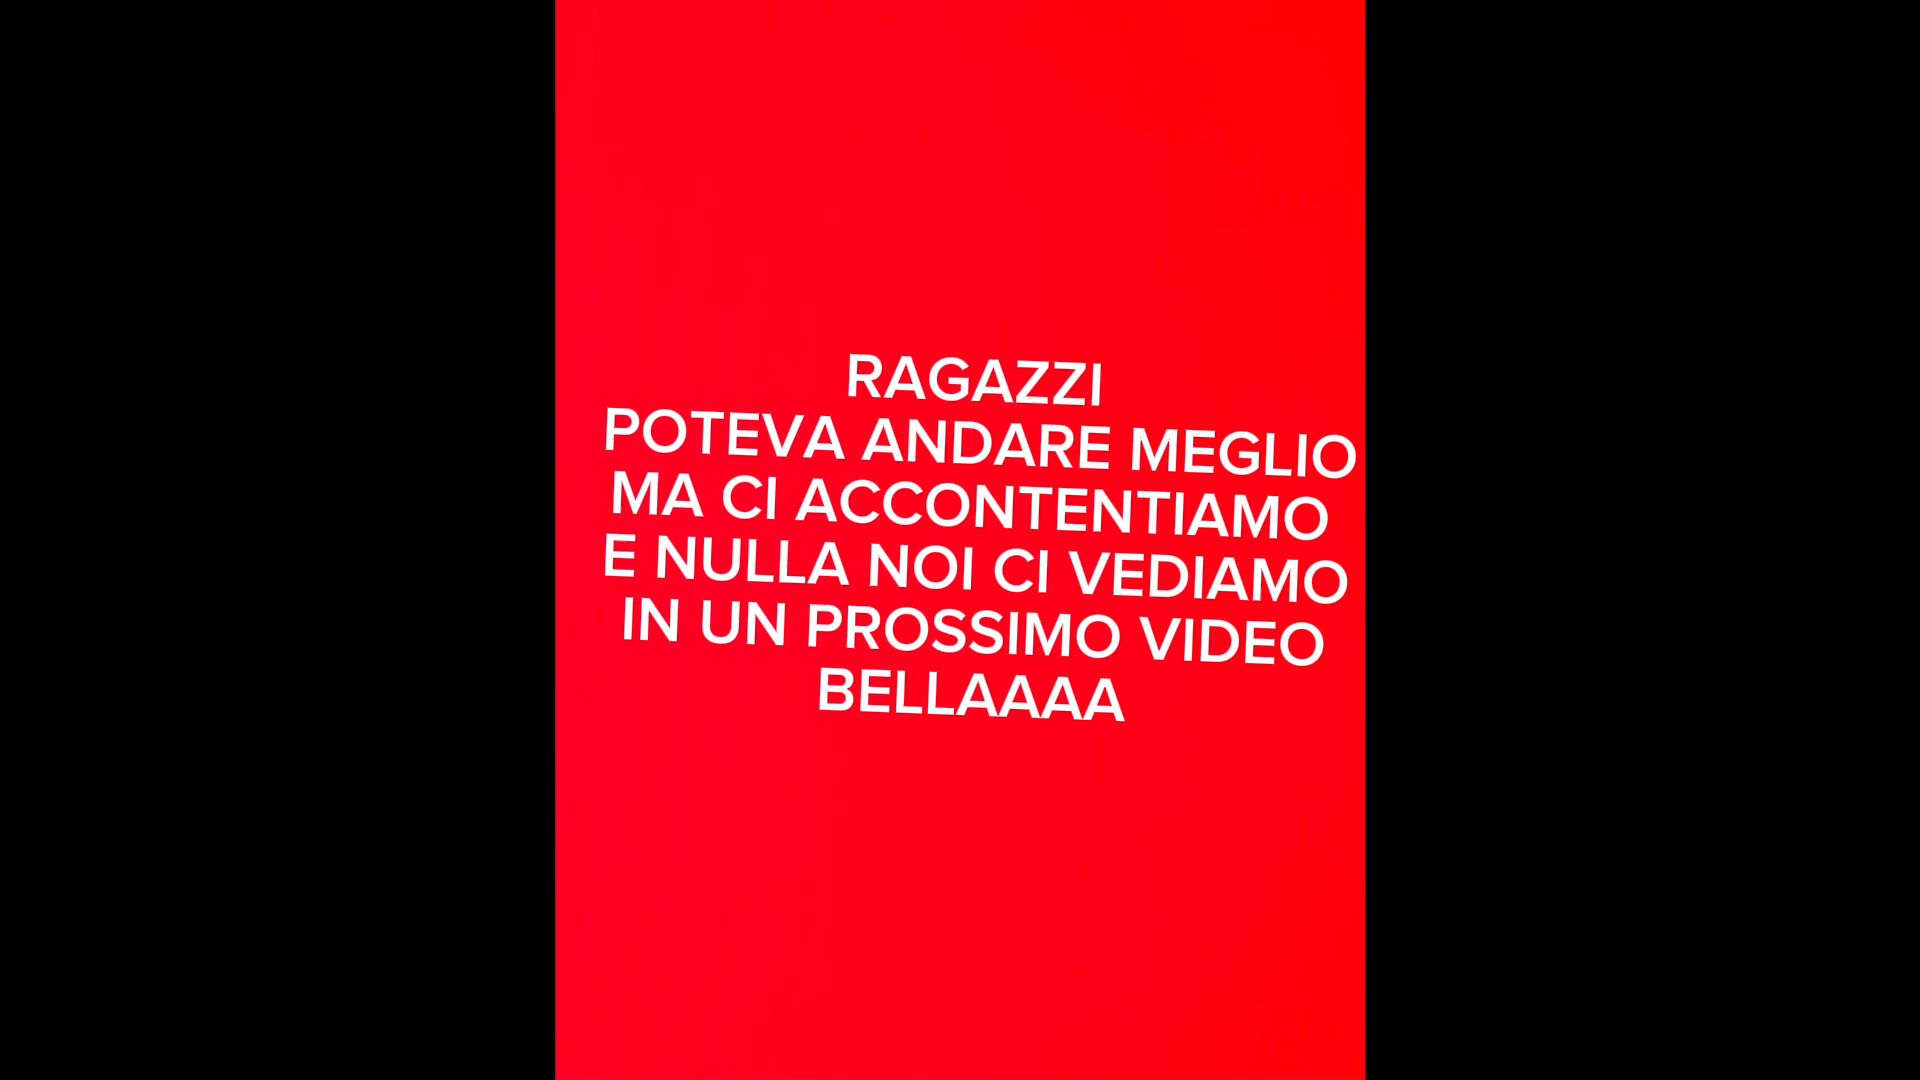 RAGAZZI
POTEVA ANDARE MEGLIO
MA CI ACCONTENTIAMO
E NULLA NOI CI VEDIAMO
IN UN PROSSIMO VIDEO
BELLAAAA